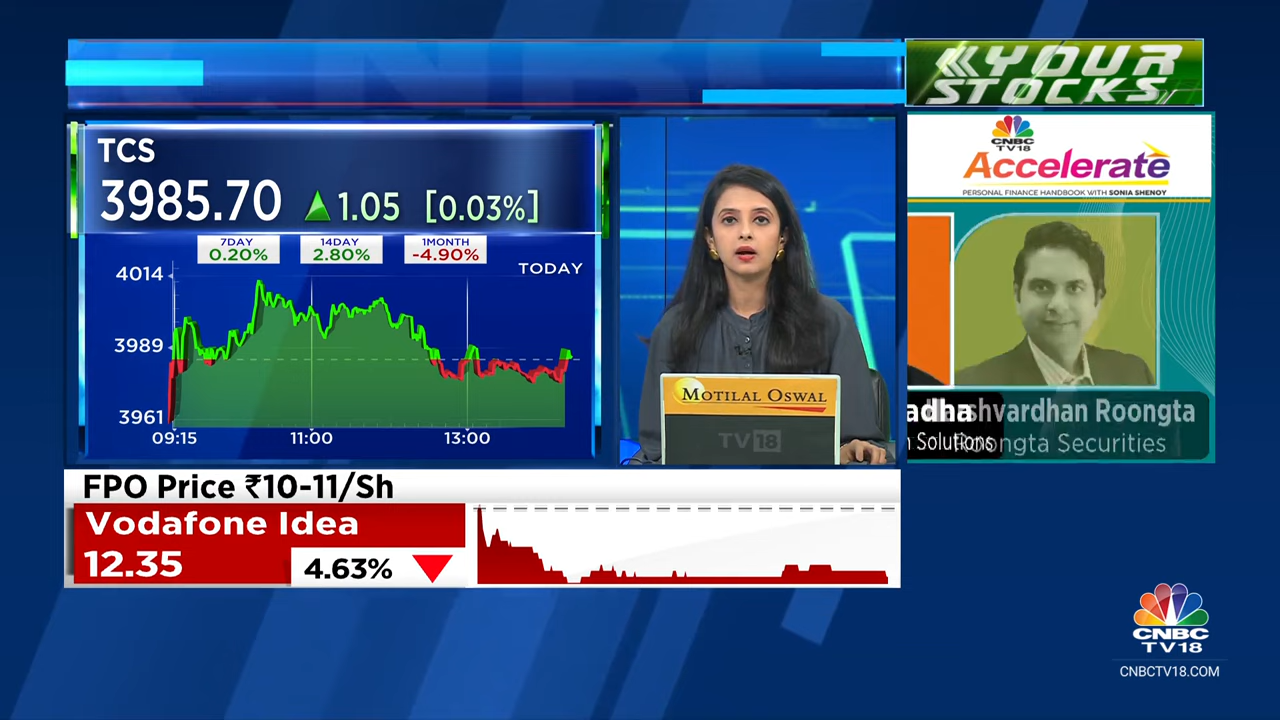 YOUR
STOCKS
TCS
3985.70 1.05 [0.03%]
7DAY
0.20%
14DAY
2.80%
1MONTH
-4.90%
TODAY
4014
3989
3961
09:15 11:00 13:00
MOTILAL OSWAL
TV18
CNBC
TV18
Accelerate
PERSONAL FINANCE HANDBOOK WITH SONIA SHENOY
Roongta
Solutions
Roongta Securities
FPO Price ₹10-11/Sh
Vodafone Idea
12.35 4.63%
CNBC
TV18
CNBCTV18.COM